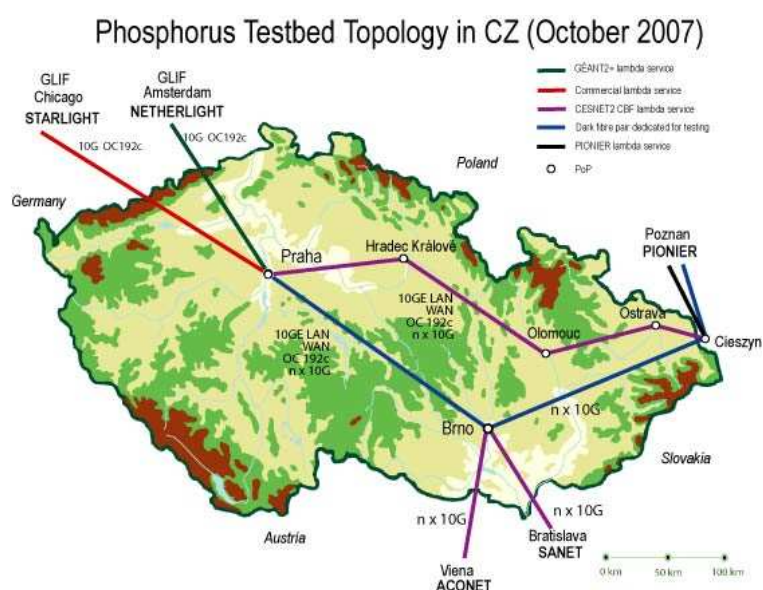 Phosphorus Testbed Topology in CZ (October 2007)
GLIF
Chicago
STARLIGHT
GLIF
Amsterdam
NETHERLIGHT
GÉANT2+ lambda service
Commercial lambda service
CESNET2 CBF lambda service
Dark fibre pair dedicated for testing
PIONIER lambda service
PoP
10G OC192c
10G OC192c
Poland
Germany
Praha
Hradec Králové
Poznan
PIONIER
10GE LAN
WAN
OC 192c
n x 10G
10GE LAN
WAN
OC 192c
n x 10G
Olomouc
Ostrava
Cieszyn
Brno
n x 10G
Slovakia
n x 10G
n x 10G
Austria
Bratislava
SANET
Viena
ACONET
0 km
50 km
100 km